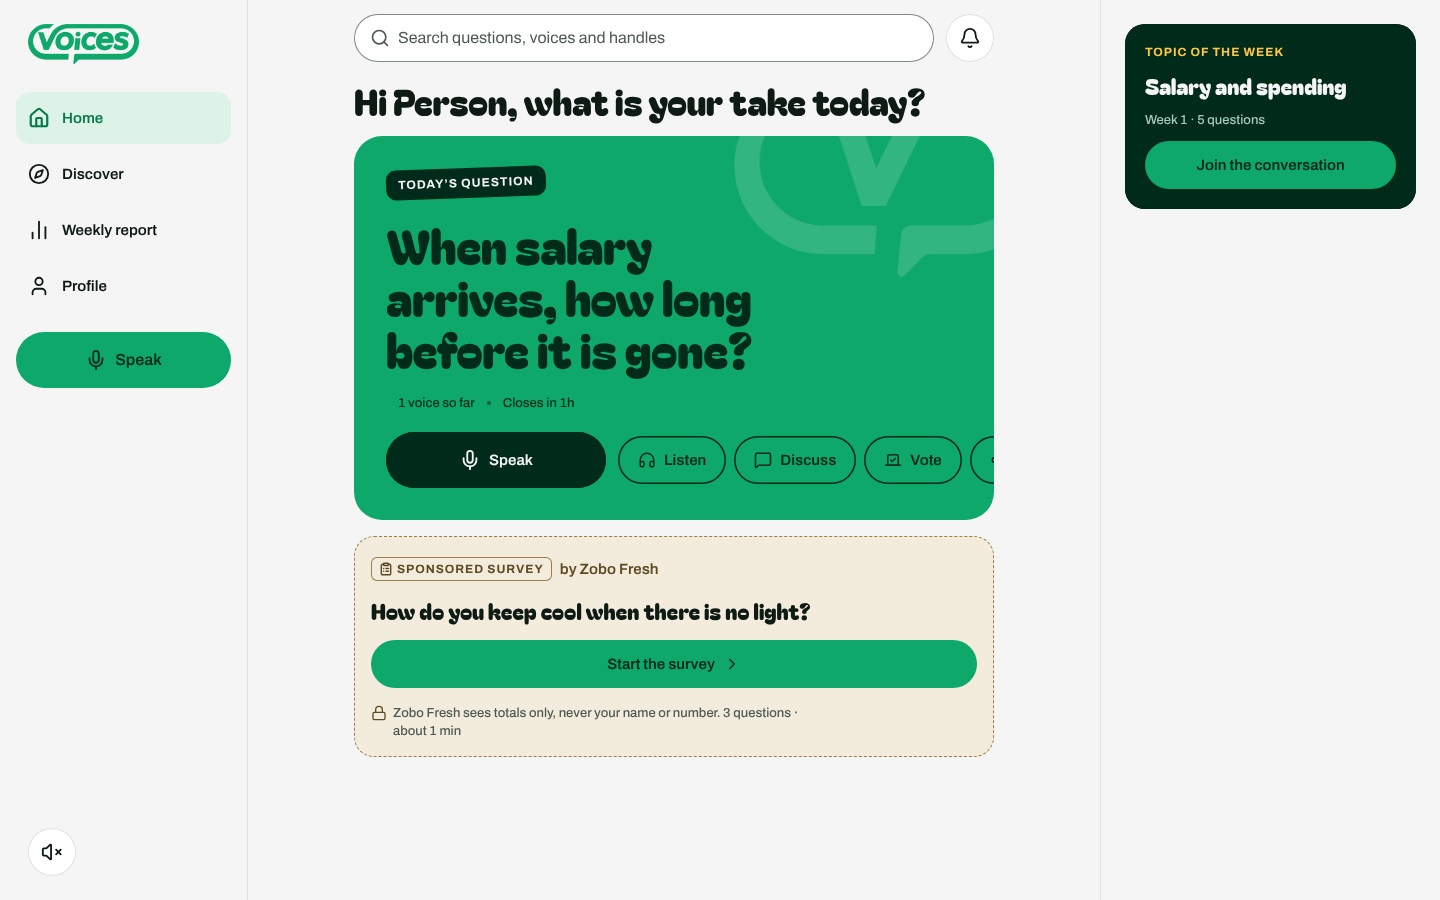 Voices
Home
Discover
Weekly report
Profile
Speak
Search questions, voices and handles
Hi Person, what is your take today?
TODAY’S QUESTION
When salary
arrives, how long
before it is gone?
1 voice so far • Closes in 1h
Speak
Listen
Discuss
Vote
SPONSORED SURVEY by Zobo Fresh
How do you keep cool when there is no light?
Start the survey
Zobo Fresh sees totals only, never your name or number. 3 questions ·
about 1 min
TOPIC OF THE WEEK
Salary and spending
Week 1 · 5 questions
Join the conversation